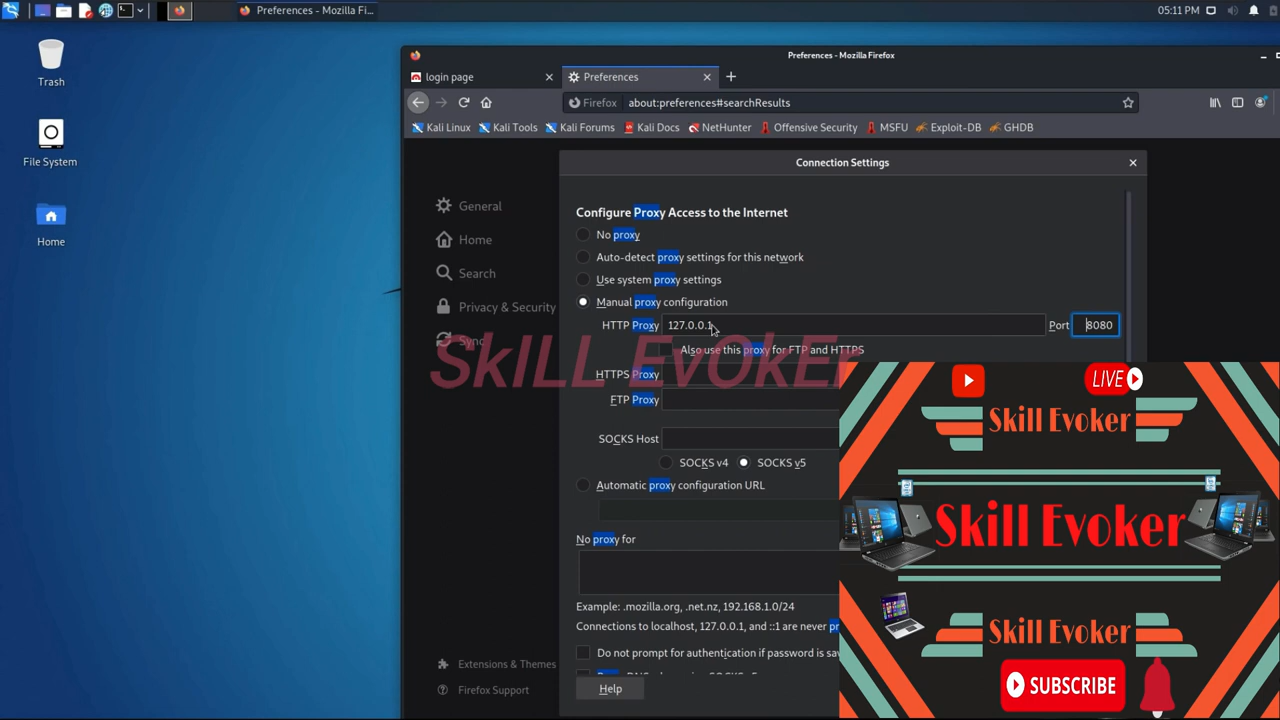 Preferences - Mozilla Fi...
05:11 PM
Trash
File System
Home
Preferences - Mozilla Firefox
login page
Preferences
Firefox
about:preferences#searchResults
Kali Linux
Kali Tools
Kali Forums
Kali Docs
NetHunter
Offensive Security
MSFU
Exploit-DB
GHDB
General
Home
Search
Privacy & Security
Sync
Extensions & Themes
Firefox Support
Connection Settings
Configure Proxy Access to the Internet
No proxy
Auto-detect proxy settings for this network
Use system proxy settings
Manual proxy configuration
HTTP Proxy 127.0.0.1 Port 8080
Also use this proxy for FTP and HTTPS
HTTPS Proxy
FTP Proxy
SOCKS Host
SOCKS v4 SOCKS v5
Automatic proxy configuration URL
No proxy for
Example: .mozilla.org, .net.nz, 192.168.1.0/24
Connections to localhost, 127.0.0.1, and ::1 are never
Do not prompt for authentication if password is
Help
SkILL EvoKEr
LIVE
Skill Evoker
Skill Evoker
Skill Evoker
SUBSCRIBE